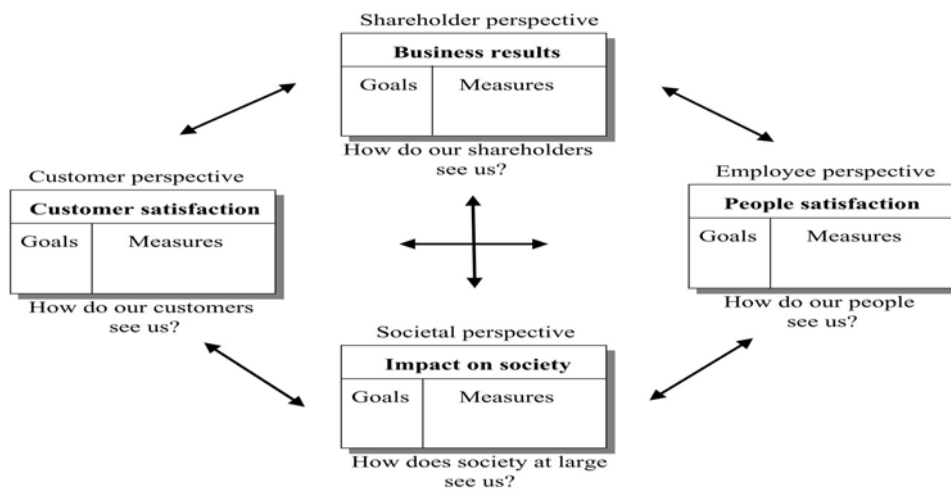 Shareholder perspective
Business results
Goals
Measures
How do our shareholders
see us?
Customer perspective
Customer satisfaction
Goals
Measures
How do our customers
see us?
Employee perspective
People satisfaction
Goals
Measures
How do our people
see us?
Societal perspective
Impact on society
Goals
Measures
How does society at large
see us?